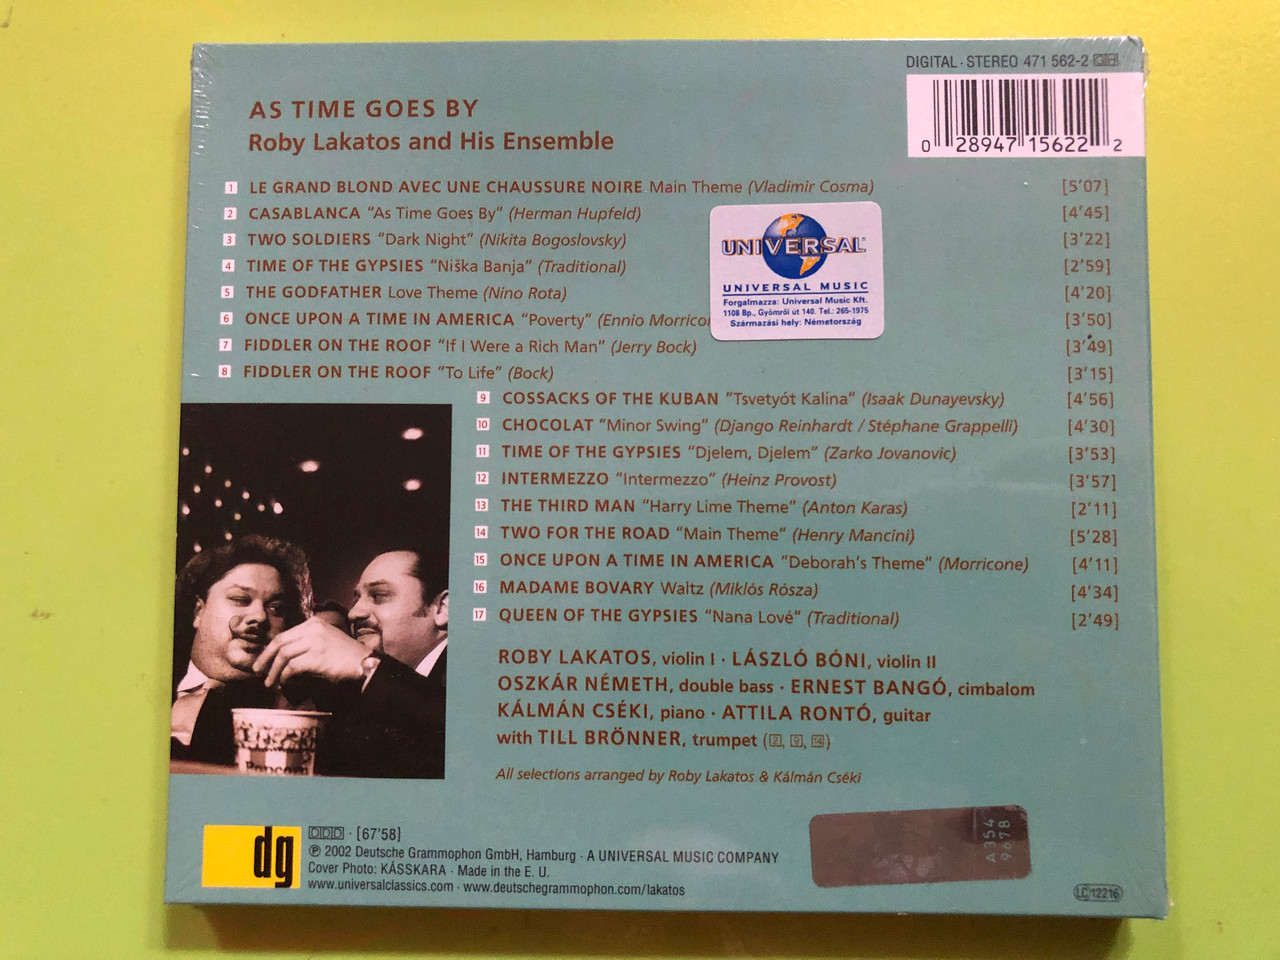 DIGITAL · STEREO 471 562-2 GH
0 28947 15622 2
AS TIME GOES BY
Roby Lakatos and His Ensemble
1 LE GRAND BLOND AVEC UNE CHAUSSURE NOIRE Main Theme (Vladimir Cosma) [5'07]
2 CASABLANCA “As Time Goes By” (Herman Hupfeld) [4'45]
3 TWO SOLDIERS “Dark Night” (Nikita Bogoslovsky) [3'22]
4 TIME OF THE GYPSIES “Niška Banja” (Traditional) [2'59]
5 THE GODFATHER Love Theme (Nino Rota) [4'20]
6 ONCE UPON A TIME IN AMERICA “Poverty” (Ennio Morricon [3'50]
7 FIDDLER ON THE ROOF “If I Were a Rich Man” (Jerry Bock) [3'49]
8 FIDDLER ON THE ROOF “To Life” (Bock) [3'15]
UNIVERSAL
UNIVERSAL MUSIC
Forgalmazza: Universal Music Kft.
1108 Bp., Gyömrői út 140. Tel.: 265-1975
Származási hely: Németország
9 COSSACKS OF THE KUBAN “Tsvetyót Kalína” (Isaak Dunayevsky) [4'56]
10 CHOCOLAT “Minor Swing” (Django Reinhardt / Stéphane Grappelli) [4'30]
11 TIME OF THE GYPSIES “Djelem, Djelem” (Zarko Jovanovic) [3'53]
12 INTERMEZZO “Intermezzo” (Heinz Provost) [3'57]
13 THE THIRD MAN “Harry Lime Theme” (Anton Karas) [2'11]
14 TWO FOR THE ROAD “Main Theme” (Henry Mancini) [5'28]
15 ONCE UPON A TIME IN AMERICA “Deborah's Theme” (Morricone) [4'11]
16 MADAME BOVARY Waltz (Miklós Rósza) [4'34]
17 QUEEN OF THE GYPSIES “Nana Lové” (Traditional) [2'49]
ROBY LAKATOS, violin I · LÁSZLÓ BÓNI, violin II
OSZKÁR NÉMETH, double bass · ERNEST BANGÓ, cimbalom
KÁLMÁN CSÉKI, piano · ATTILA RONTÓ, guitar
with TILL BRÖNNER, trumpet (2, 9, 14)
All selections arranged by Roby Lakatos & Kálmán Cséki
Popcorn
dg
DDD · [67'58]
℗ 2002 Deutsche Grammophon GmbH, Hamburg · A UNIVERSAL MUSIC COMPANY
Cover Photo: KÁSSKARA · Made in the E. U.
www.universalclassics.com · www.deutschegrammophon.com/lakatos
A354
9678
LC 12216